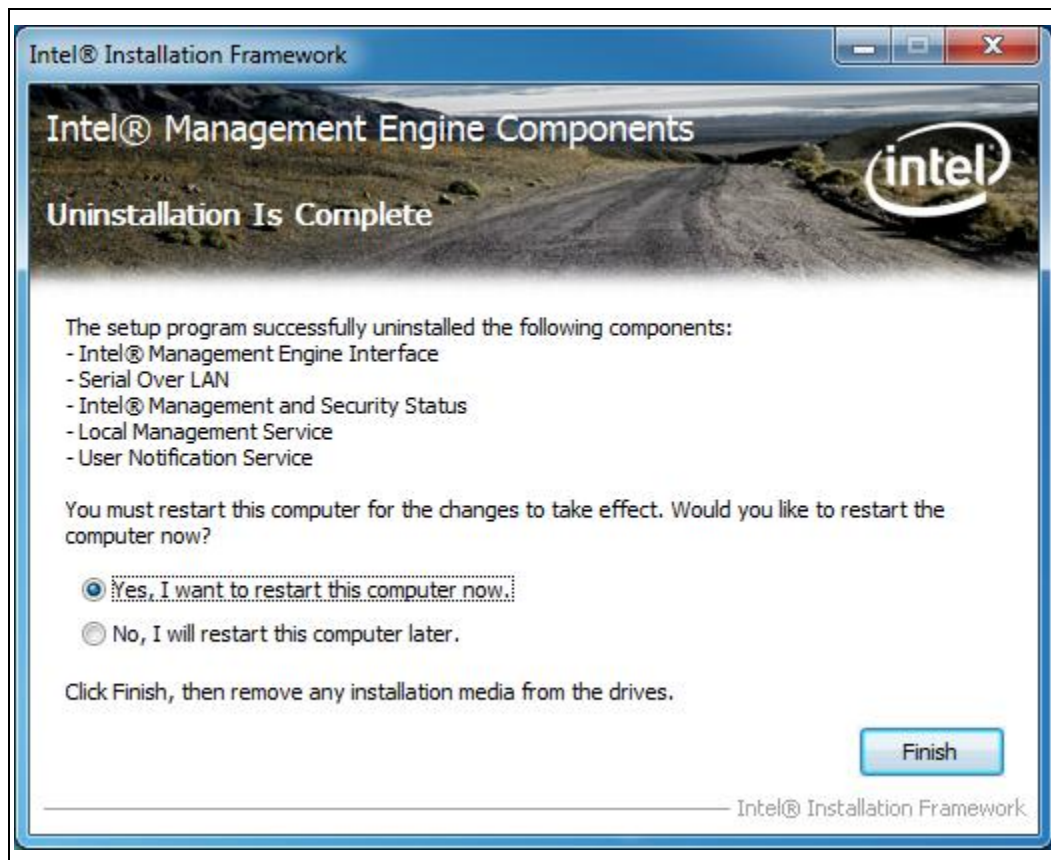 Intel® Installation Framework
Intel® Management Engine Components
intel
Uninstallation Is Complete
The setup program successfully uninstalled the following components:
- Intel® Management Engine Interface
- Serial Over LAN
- Intel® Management and Security Status
- Local Management Service
- User Notification Service
You must restart this computer for the changes to take effect. Would you like to restart the
computer now?
Yes, I want to restart this computer now.
No, I will restart this computer later.
Click Finish, then remove any installation media from the drives.
Finish
Intel® Installation Framework